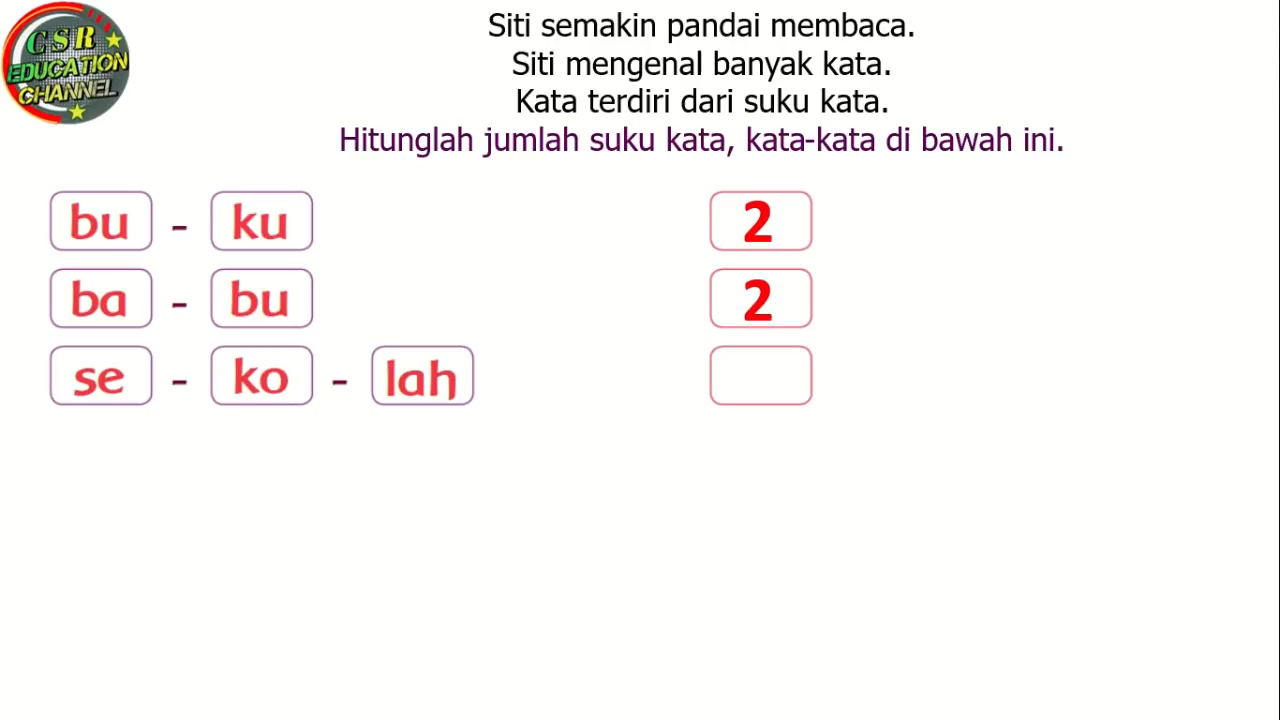 CSR
EDUCATION
CHANNEL
Siti semakin pandai membaca.
Siti mengenal banyak kata.
Kata terdiri dari suku kata.
Hitunglah jumlah suku kata, kata-kata di bawah ini.
bu - ku 2
ba - bu 2
se - ko - lah